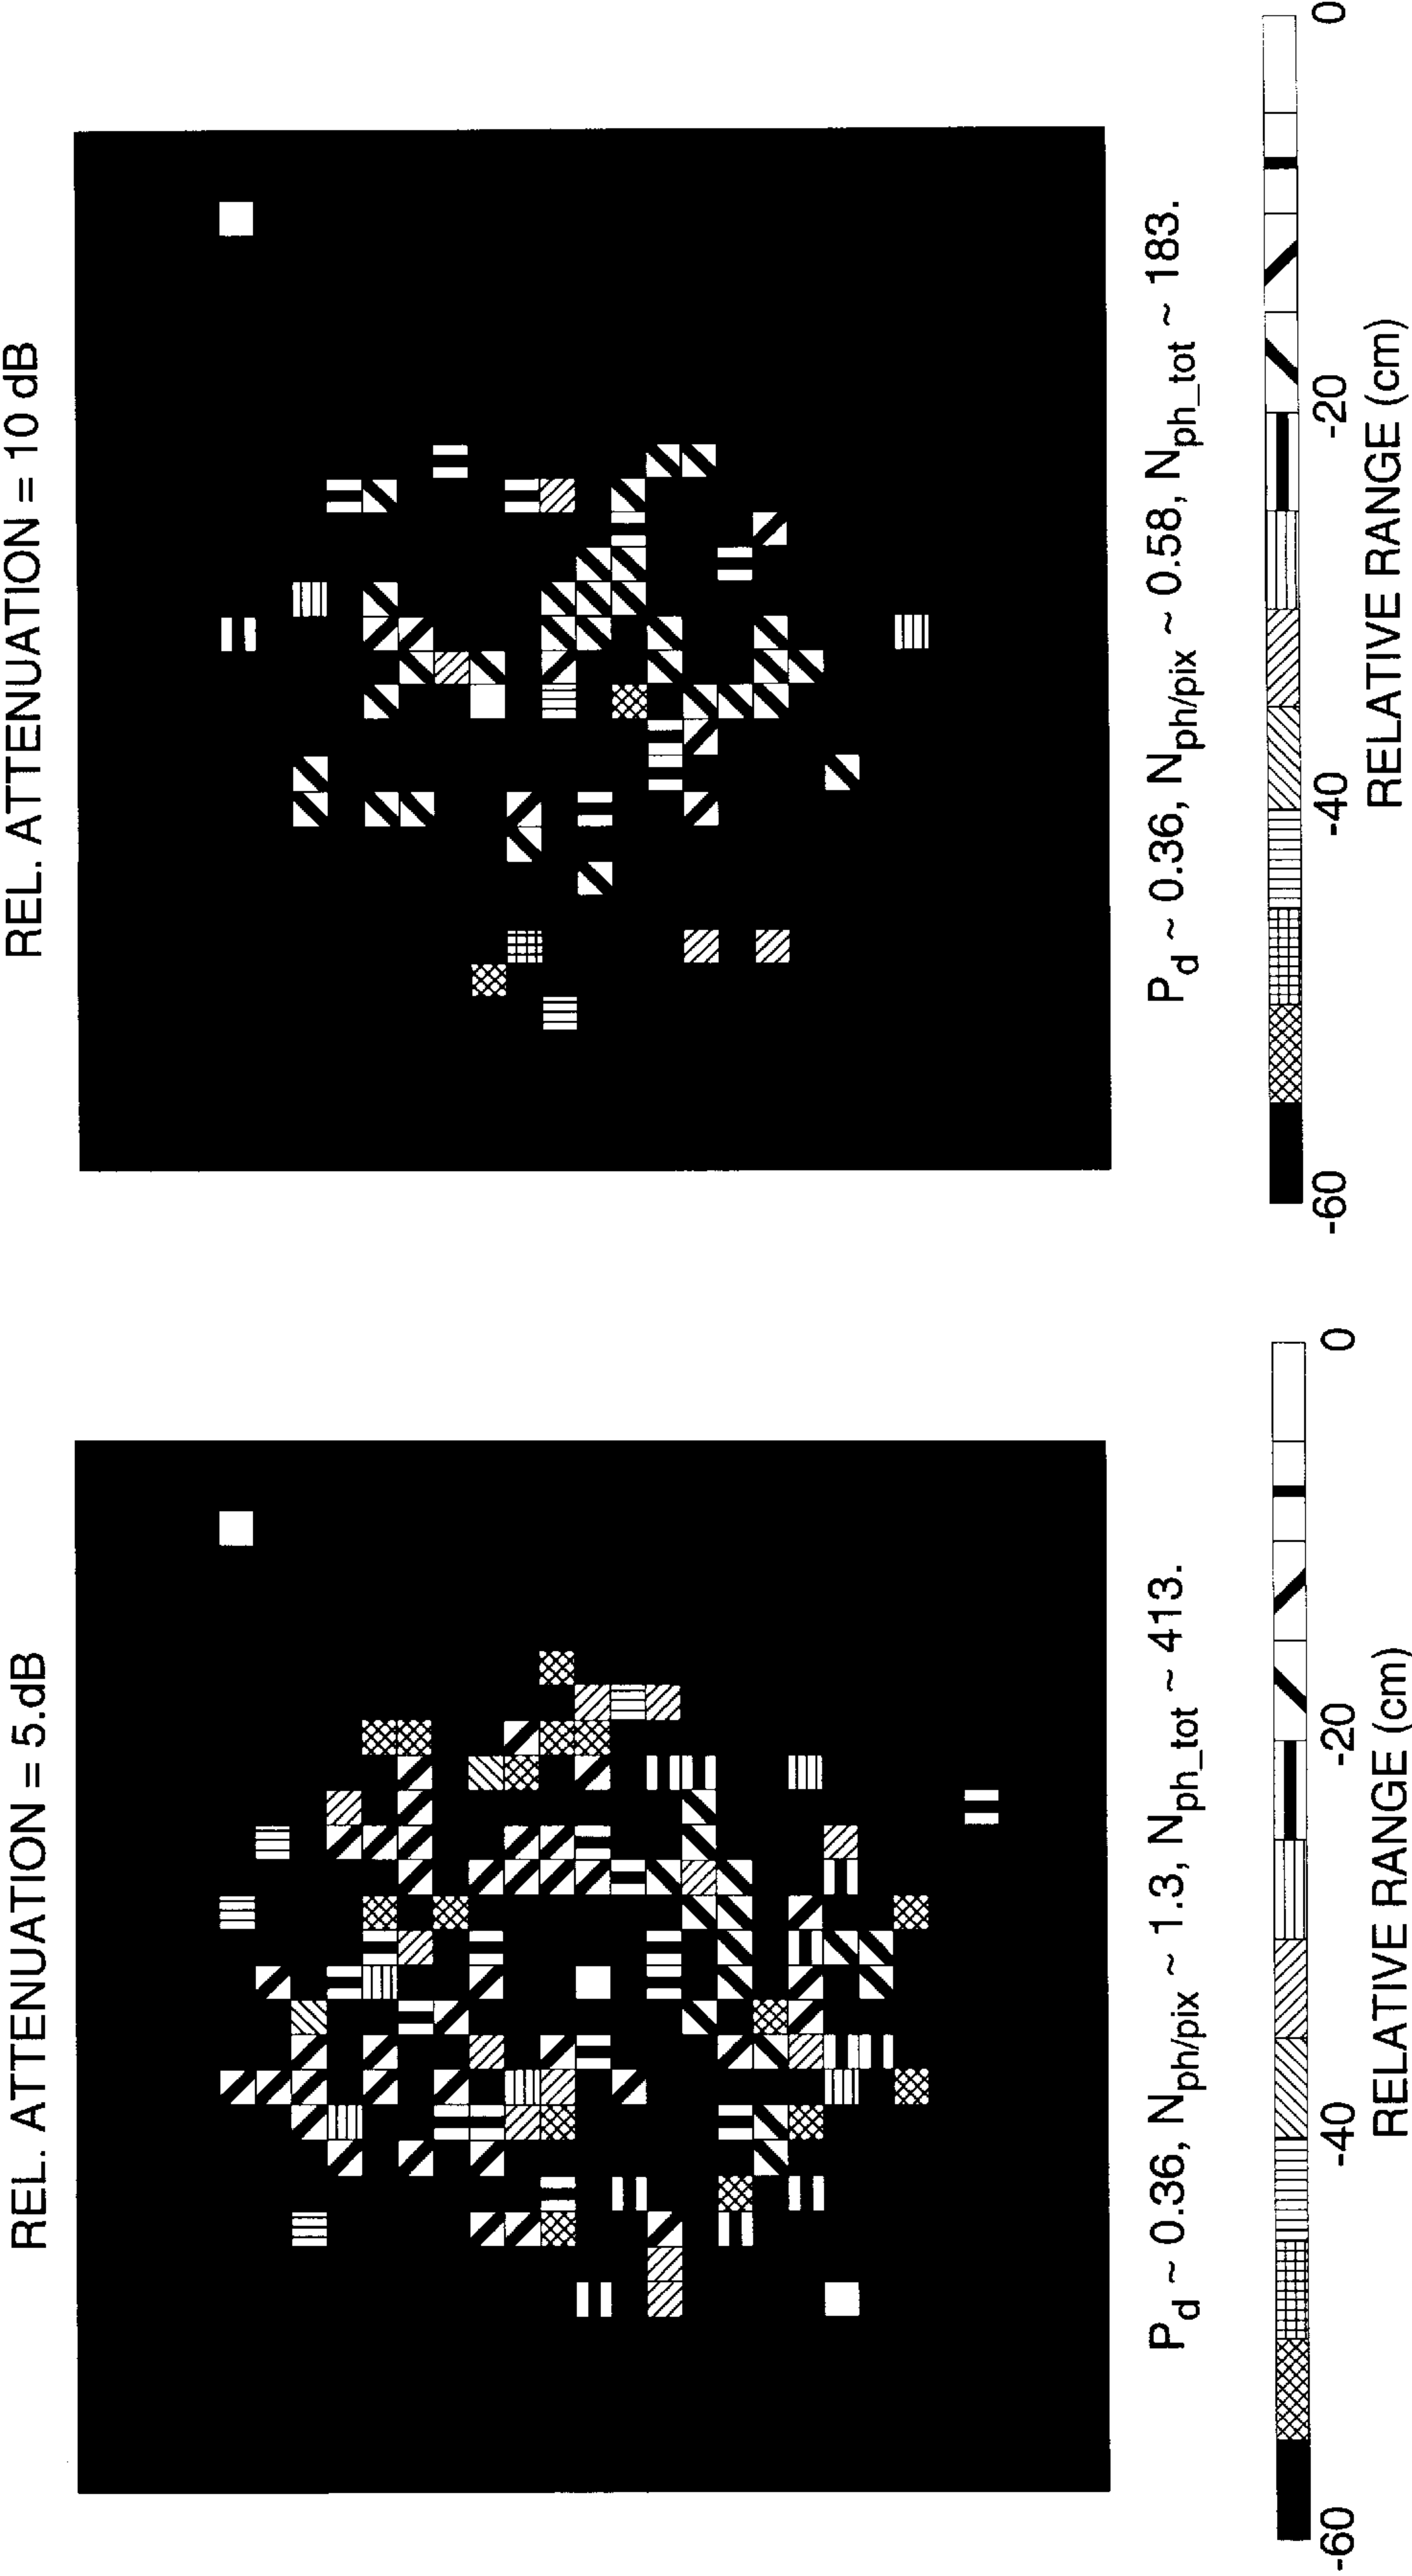 REL. ATTENUATION = 5.dB
P_d ~ 0.36, N_ph/pix ~ 1.3, N_ph_tot ~ 413.
-60 -40 -20 0
RELATIVE RANGE (cm)
REL. ATTENUATION = 10 dB
P_d ~ 0.36, N_ph/pix ~ 0.58, N_ph_tot ~ 183.
-60 -40 -20 0
RELATIVE RANGE (cm)